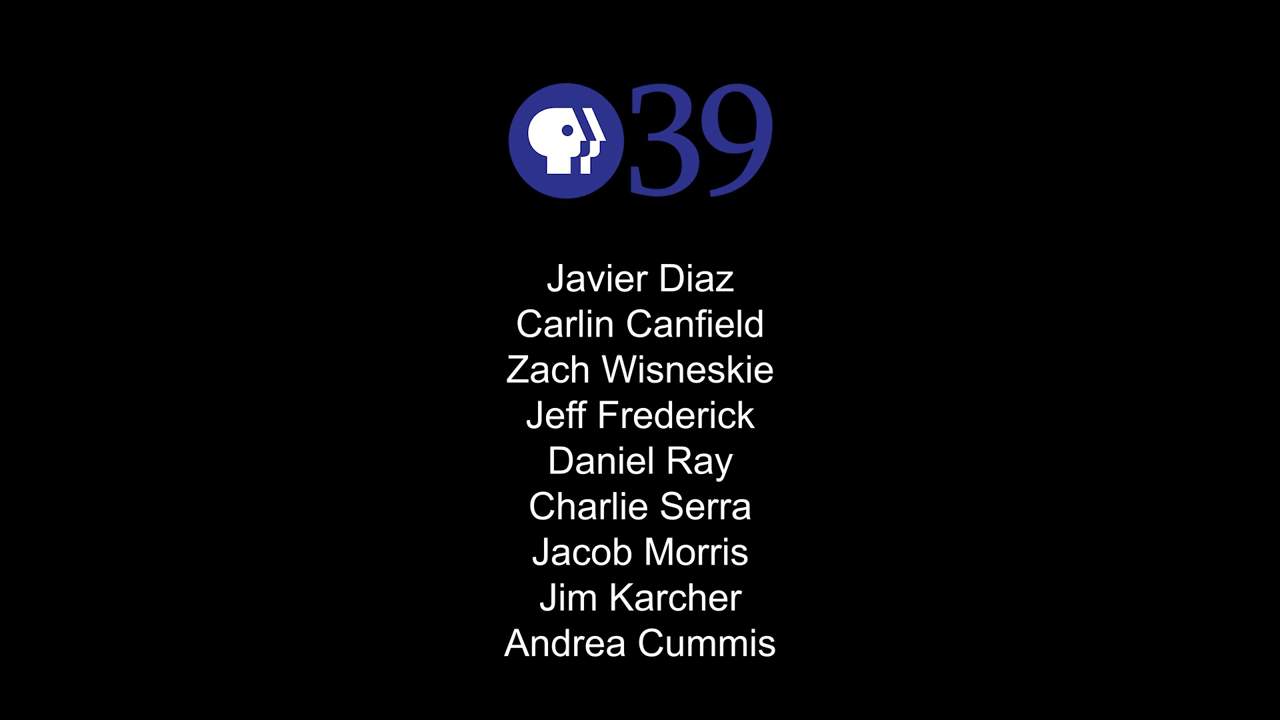 39
Javier Diaz
Carlin Canfield
Zach Wisneskie
Jeff Frederick
Daniel Ray
Charlie Serra
Jacob Morris
Jim Karcher
Andrea Cummis